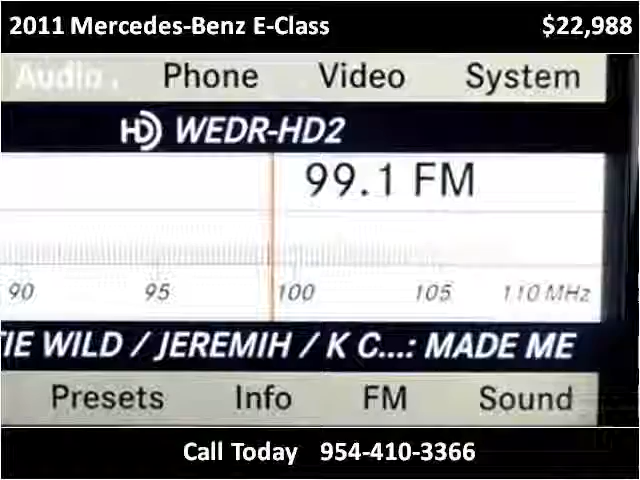 2011 Mercedes-Benz E-Class $22,988
Audio Phone Video System
HD WEDR-HD2
99.1 FM
90 95 100 105 110 MHz
TIE WILD / JEREMIH / K C...: MADE ME
Presets Info FM Sound
Call Today 954-410-3366